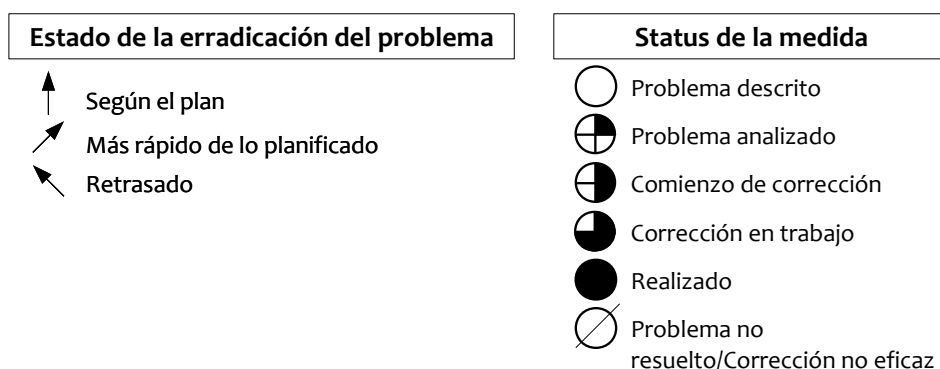 Estado de la erradicación del problema
Según el plan
Más rápido de lo planificado
Retrasado
Status de la medida
Problema descrito
Problema analizado
Comienzo de corrección
Corrección en trabajo
Realizado
Problema no
resuelto/Corrección no eficaz